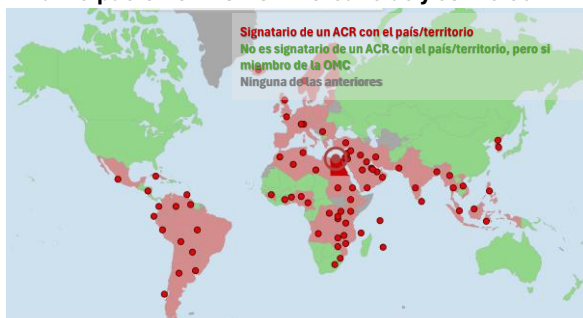 Signatario de un ACR con el país/territorio
No es signatario de un ACR con el país/territorio, pero si
miembro de la OMC
Ninguna de las anteriores